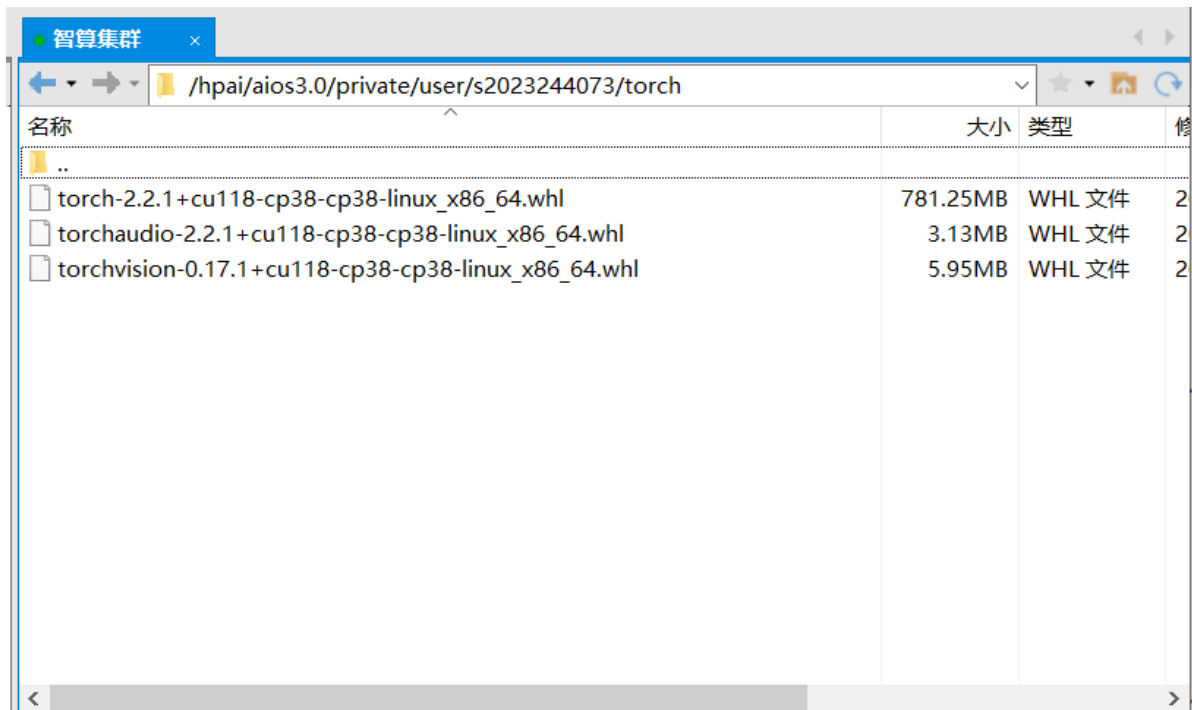 智算集群 ×
/hpai/aios3.0/private/user/s2023244073/torch
名称 大小 类型
..
torch-2.2.1+cu118-cp38-cp38-linux_x86_64.whl 781.25MB WHL 文件 2
torchaudio-2.2.1+cu118-cp38-cp38-linux_x86_64.whl 3.13MB WHL 文件 2
torchvision-0.17.1+cu118-cp38-cp38-linux_x86_64.whl 5.95MB WHL 文件 2